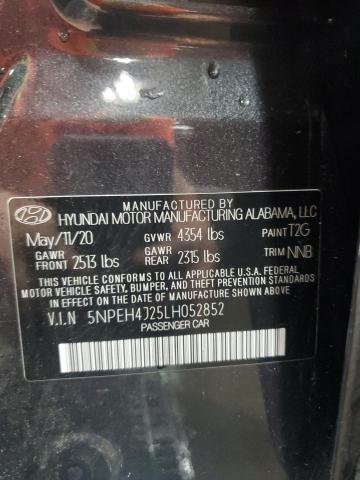 MANUFACTURED BY
HYUNDAI MOTOR MANUFACTURING ALABAMA, LLC
May/11/20 GVWR 4354 lbs PAINT T2G
GAWR FRONT 2513 lbs GAWR REAR 2315 lbs TRIM NNB
THIS VEHICLE CONFORMS TO ALL APPLICABLE U.S.A. FEDERAL
MOTOR VEHICLE SAFETY, BUMPER, AND THEFT PREVENTION STANDARDS
IN EFFECT ON THE DATE OF MANUFACTURE SHOWN ABOVE.
V.I.N 5NPEH4J25LH052852
PASSENGER CAR